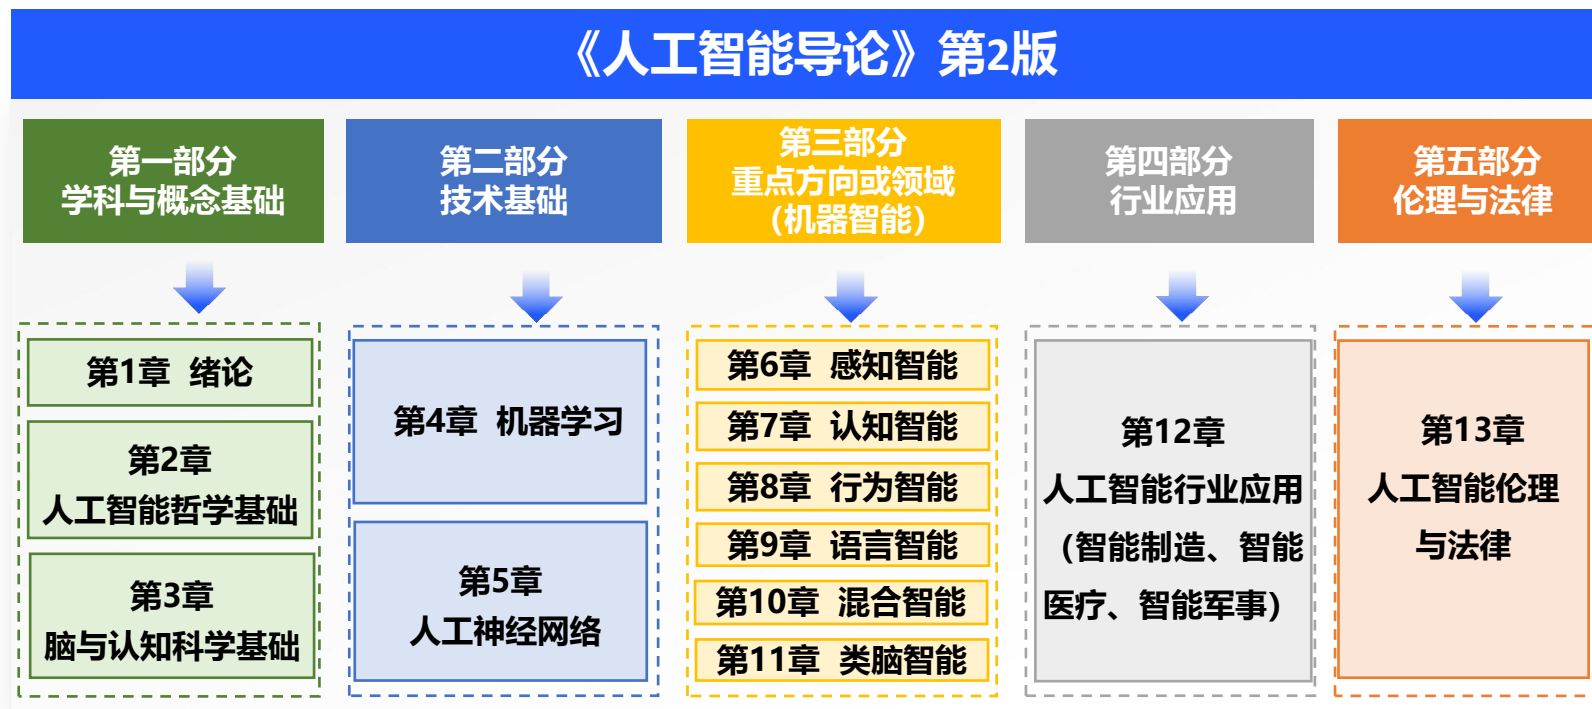 《人工智能导论》第2版
第一部分
学科与概念基础
第1章 绪论
第2章
人工智能哲学基础
第3章
脑与认知科学基础
第二部分
技术基础
第4章 机器学习
第5章
人工神经网络
第三部分
重点方向或领域
（机器智能）
第6章 感知智能
第7章 认知智能
第8章 行为智能
第9章 语言智能
第10章 混合智能
第11章 类脑智能
第四部分
行业应用
第12章
人工智能行业应用
（智能制造、智能
医疗、智能军事）
第五部分
伦理与法律
第13章
人工智能伦理
与法律